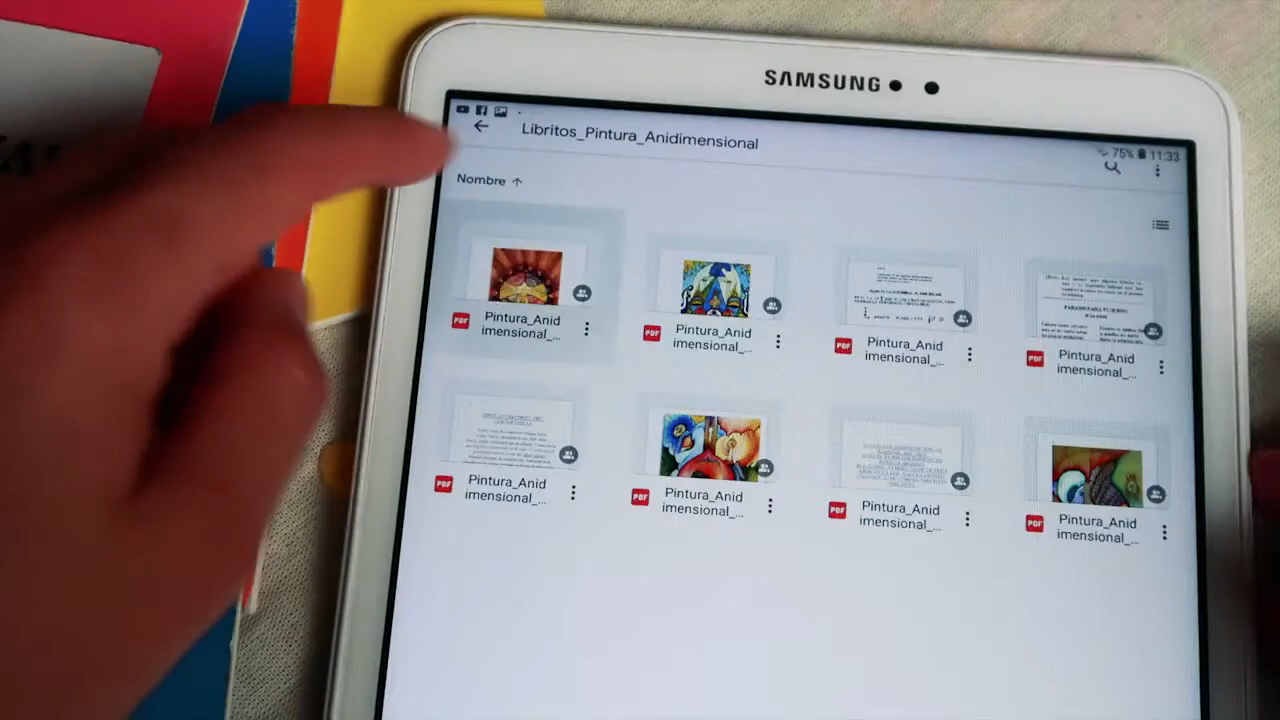 SAMSUNG
Libritos_Pintura_Anidimensional
75% 11:33
Nombre
PDF Pintura_Anid
imensional_...
PDF Pintura_Anid
imensional_...
PDF Pintura_Anid
imensional_...
PDF Pintura_Anid
imensional_...
PDF Pintura_Anid
imensional_...
PDF Pintura_Anid
imensional_...
PDF Pintura_Anid
imensional_...
PDF Pintura_Anid
imensional_...